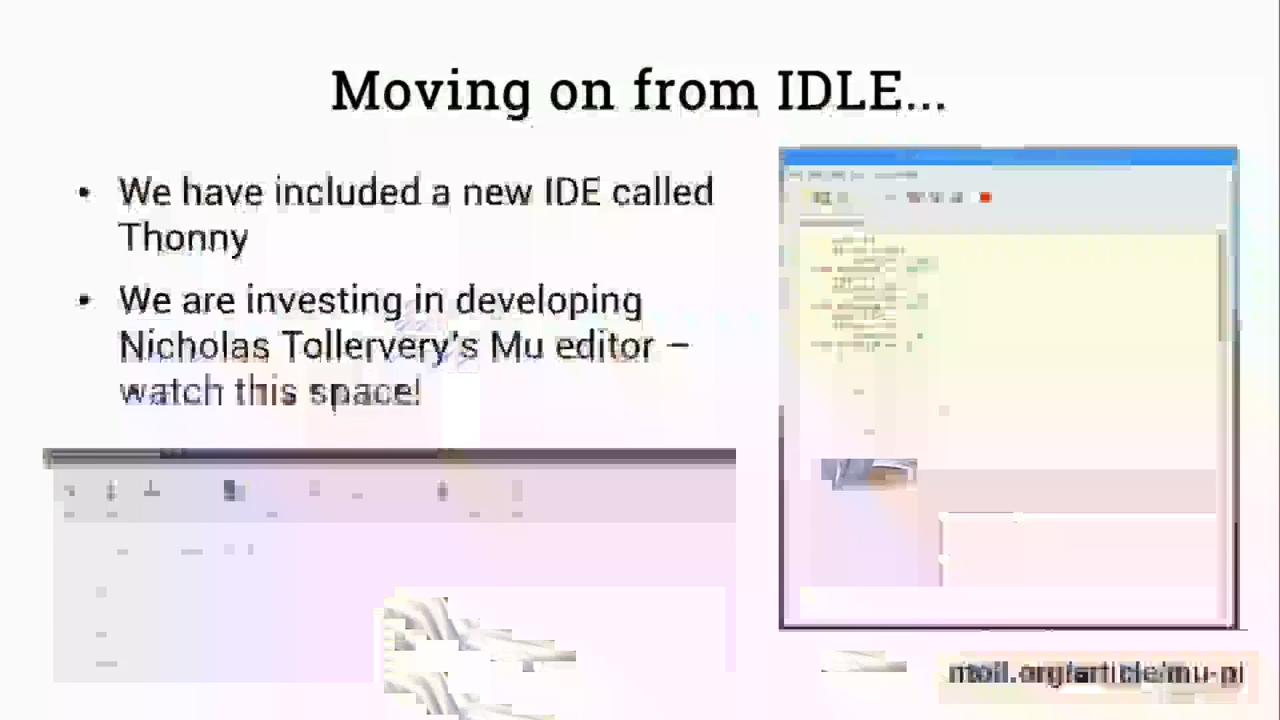 Moving on from IDLE...
• We have included a new IDE called
Thonny
• We are investing in developing
Nicholas Tollervery's Mu editor –
watch this space!